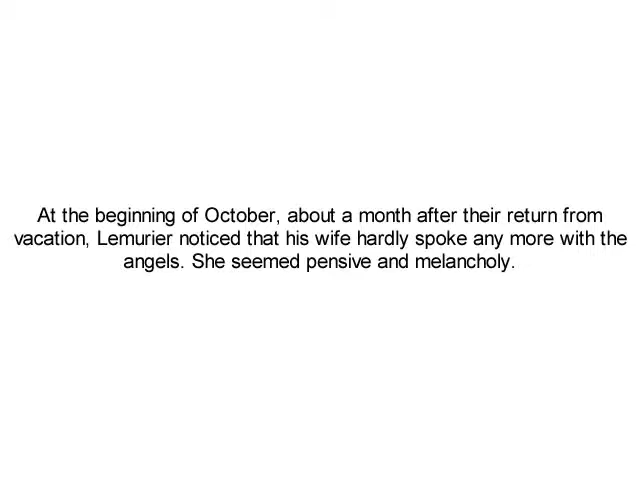 At the beginning of October, about a month after their return from
vacation, Lemurier noticed that his wife hardly spoke any more with the
angels. She seemed pensive and melancholy.